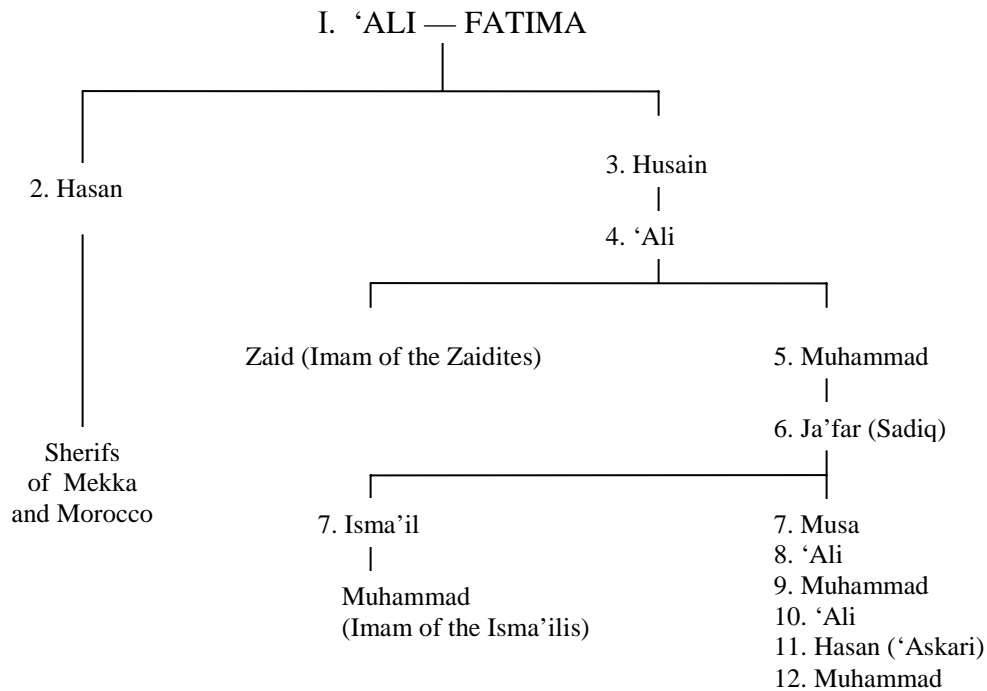 I. ‘ALI — FATIMA
2. Hasan
3. Husain
4. ‘Ali
Zaid (Imam of the Zaidites)
5. Muhammad
6. Ja’far (Sadiq)
Sherifs
of Mekka
and Morocco
7. Isma’il
Muhammad
(Imam of the Isma’ilis)
7. Musa
8. ‘Ali
9. Muhammad
10. ‘Ali
11. Hasan (‘Askari)
12. Muhammad